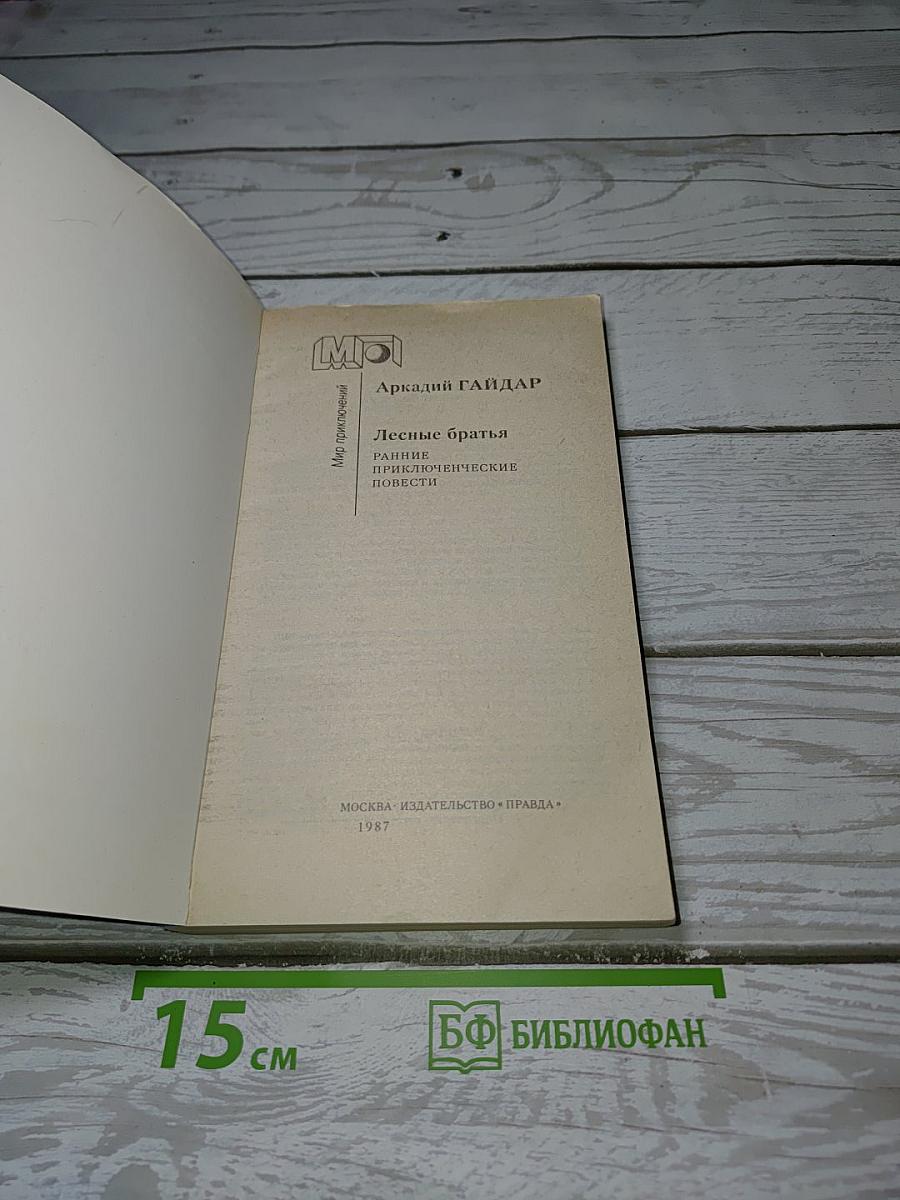 МП
Мир приключений
Аркадий ГАЙДАР
Лесные братья
РАННИЕ
ПРИКЛЮЧЕНЧЕСКИЕ
ПОВЕСТИ
МОСКВА· ИЗДАТЕЛЬСТВО «ПРАВДА»
1987
15 см
БФ БИБЛИОФАН